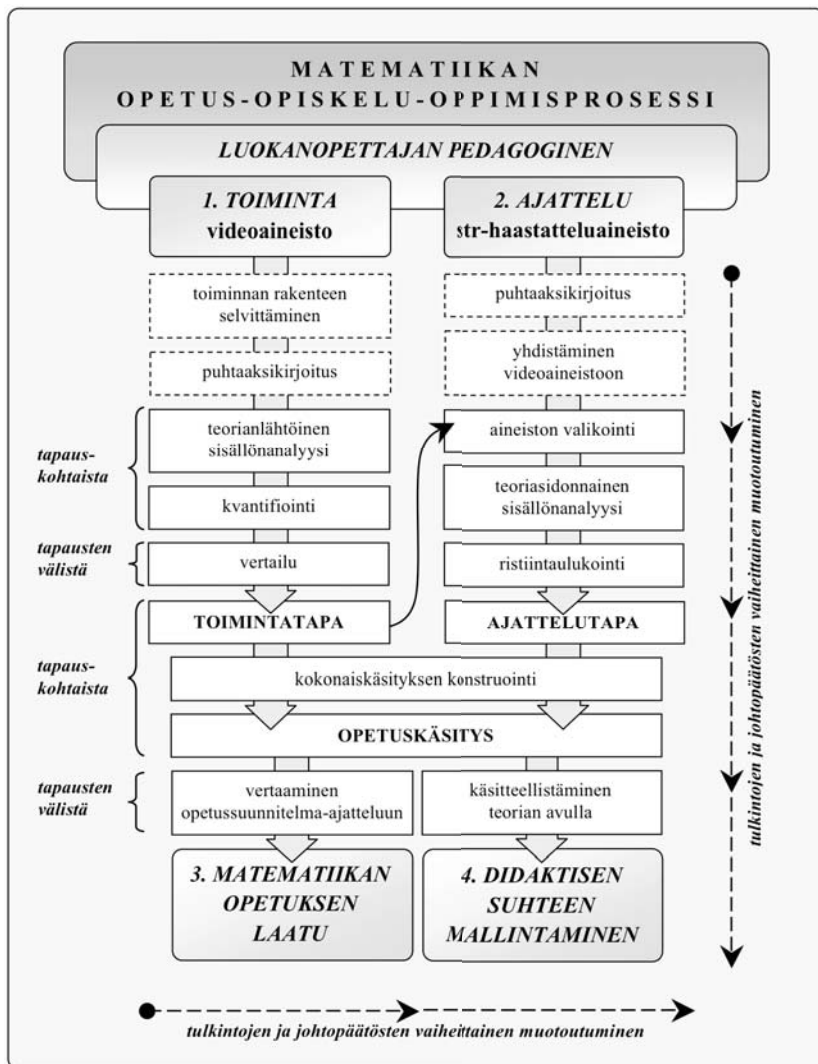 MATEMATIIKAN
OPETUS-OPISKELU-OPPIMISPROSESSI
LUOKANOPETTAJAN PEDAGOGINEN
1. TOIMINTA
videoaineisto
2. AJATTELU
str-haastatteluaineisto
toiminnan rakenteen
selvittäminen
puhtaaksikirjoitus
puhtaaksikirjoitus
yhdistäminen
videoaineistoon
tapaus-
kohtaista
teorianlähtöinen
sisällönanalyysi
kvantifiointi
aineiston valikointi
teoriasidonnainen
sisällönanalyysi
tapausten
välistä
vertailu
ristiintaulukointi
TOIMINTATAPA
AJATTELUTAPA
tapaus-
kohtaista
kokonaiskäsityksen konstruointi
OPETUSKÄSITYS
tapausten
välistä
vertaaminen
opetussuunnitelma-ajatteluun
käsitteellistäminen
teorian avulla
3. MATEMATIIKAN
OPETUKSEN
LAATU
4. DIDAKTISEN
SUHTEEN
MALLINTAMINEN
tulkintojen ja johtopäätösten vaiheittainen muotoutuminen
tulkintojen ja johtopäätösten vaiheittainen muotoutuminen